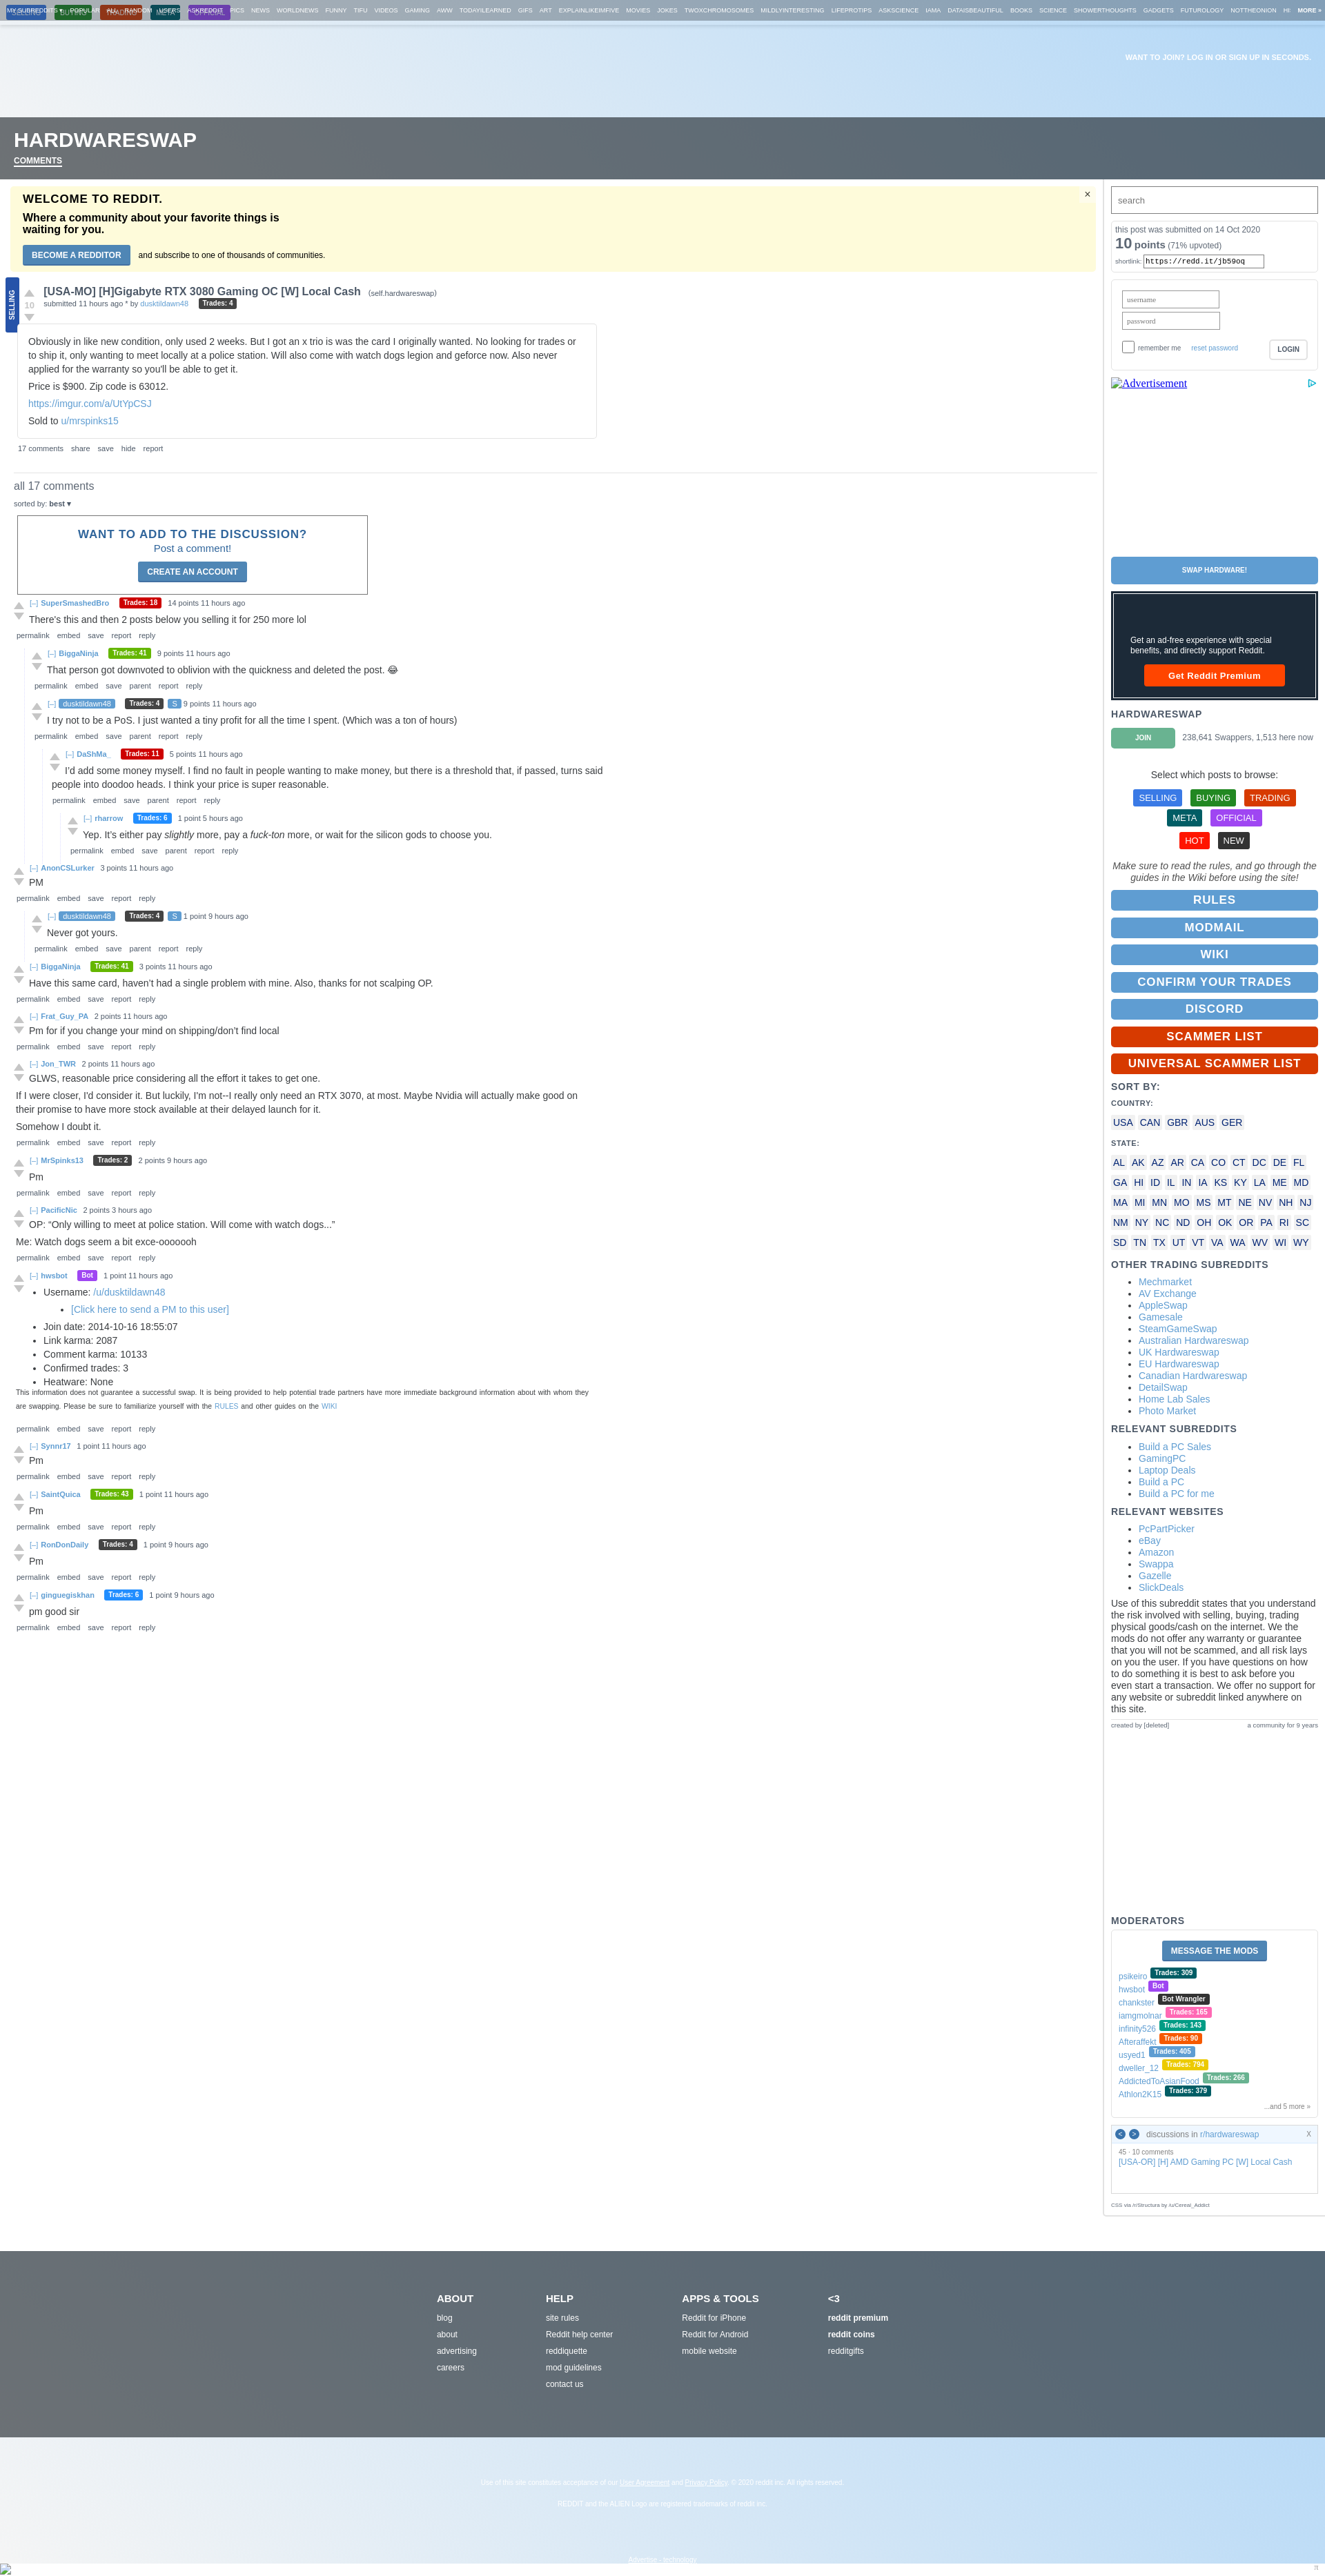 MY SUBREDDITS ▾ POPULAR ALL RANDOM USERS ASKREDDIT PICS NEWS WORLDNEWS FUNNY TIFU VIDEOS GAMING AWW TODAYILEARNED GIFS ART EXPLAINLIKEIMFIVE MOVIES JOKES TWOXCHROMOSOMES MILDLYINTERESTING LIFEPROTIPS ASKSCIENCE IAMA DATAISBEAUTIFUL BOOKS SCIENCE SHOWERTHOUGHTS GADGETS FUTUROLOGY NOTTHEONION HI MORE »
SELLING BUYING TRADING META OFFICIAL
WANT TO JOIN? LOG IN OR SIGN UP IN SECONDS.
HARDWARESWAP
COMMENTS
WELCOME TO REDDIT.
×
Where a community about your favorite things is
waiting for you.
BECOME A REDDITOR and subscribe to one of thousands of communities.
SELLING
10
[USA-MO] [H]Gigabyte RTX 3080 Gaming OC [W] Local Cash (self.hardwareswap)
submitted 11 hours ago * by dusktildawn48 Trades: 4
Obviously in like new condition, only used 2 weeks. But I got an x trio is was the card I originally wanted. No looking for trades or
to ship it, only wanting to meet locally at a police station. Will also come with watch dogs legion and geforce now. Also never
applied for the warranty so you'll be able to get it.
Price is $900. Zip code is 63012.
https://imgur.com/a/UtYpCSJ
Sold to u/mrspinks15
17 comments share save hide report
all 17 comments
sorted by: best ▾
WANT TO ADD TO THE DISCUSSION?
Post a comment!
CREATE AN ACCOUNT
[–] SuperSmashedBro Trades: 18 14 points 11 hours ago
There's this and then 2 posts below you selling it for 250 more lol
permalink embed save report reply
[–] BiggaNinja Trades: 41 9 points 11 hours ago
That person got downvoted to oblivion with the quickness and deleted the post. 😂
permalink embed save parent report reply
[–] dusktildawn48 Trades: 4 S 9 points 11 hours ago
I try not to be a PoS. I just wanted a tiny profit for all the time I spent. (Which was a ton of hours)
permalink embed save parent report reply
[–] DaShMa_ Trades: 11 5 points 11 hours ago
I’d add some money myself. I find no fault in people wanting to make money, but there is a threshold that, if passed, turns said
people into doodoo heads. I think your price is super reasonable.
permalink embed save parent report reply
[–] rharrow Trades: 6 1 point 5 hours ago
Yep. It’s either pay slightly more, pay a fuck-ton more, or wait for the silicon gods to choose you.
permalink embed save parent report reply
[–] AnonCSLurker 3 points 11 hours ago
PM
permalink embed save report reply
[–] dusktildawn48 Trades: 4 S 1 point 9 hours ago
Never got yours.
permalink embed save parent report reply
[–] BiggaNinja Trades: 41 3 points 11 hours ago
Have this same card, haven’t had a single problem with mine. Also, thanks for not scalping OP.
permalink embed save report reply
[–] Frat_Guy_PA 2 points 11 hours ago
Pm for if you change your mind on shipping/don’t find local
permalink embed save report reply
[–] Jon_TWR 2 points 11 hours ago
GLWS, reasonable price considering all the effort it takes to get one.
If I were closer, I'd consider it. But luckily, I'm not--I really only need an RTX 3070, at most. Maybe Nvidia will actually make good on
their promise to have more stock available at their delayed launch for it.
Somehow I doubt it.
permalink embed save report reply
[–] MrSpinks13 Trades: 2 2 points 9 hours ago
Pm
permalink embed save report reply
[–] PacificNic 2 points 3 hours ago
OP: “Only willing to meet at police station. Will come with watch dogs...”
Me: Watch dogs seem a bit exce-ooooooh
permalink embed save report reply
[–] hwsbot Bot 1 point 11 hours ago
• Username: /u/dusktildawn48
• [Click here to send a PM to this user]
• Join date: 2014-10-16 18:55:07
• Link karma: 2087
• Comment karma: 10133
• Confirmed trades: 3
• Heatware: None
This information does not guarantee a successful swap. It is being provided to help potential trade partners have more immediate background information about with whom they
are swapping. Please be sure to familiarize yourself with the RULES and other guides on the WIKI
permalink embed save report reply
[–] Synnr17 1 point 11 hours ago
Pm
permalink embed save report reply
[–] SaintQuica Trades: 43 1 point 11 hours ago
Pm
permalink embed save report reply
[–] RonDonDaily Trades: 4 1 point 9 hours ago
Pm
permalink embed save report reply
[–] ginguegiskhan Trades: 6 1 point 9 hours ago
pm good sir
permalink embed save report reply
search
this post was submitted on 14 Oct 2020
10 points (71% upvoted)
shortlink: https://redd.it/jb59oq
username
password
remember me reset password LOGIN
Advertisement
SWAP HARDWARE!
Get an ad-free experience with special
benefits, and directly support Reddit.
Get Reddit Premium
HARDWARESWAP
JOIN 238,641 Swappers, 1,513 here now
Select which posts to browse:
SELLING BUYING TRADING
META OFFICIAL
HOT NEW
Make sure to read the rules, and go through the
guides in the Wiki before using the site!
RULES
MODMAIL
WIKI
CONFIRM YOUR TRADES
DISCORD
SCAMMER LIST
UNIVERSAL SCAMMER LIST
SORT BY:
COUNTRY:
USA CAN GBR AUS GER
STATE:
AL AK AZ AR CA CO CT DC DE FL
GA HI ID IL IN IA KS KY LA ME MD
MA MI MN MO MS MT NE NV NH NJ
NM NY NC ND OH OK OR PA RI SC
SD TN TX UT VT VA WA WV WI WY
OTHER TRADING SUBREDDITS
• Mechmarket
• AV Exchange
• AppleSwap
• Gamesale
• SteamGameSwap
• Australian Hardwareswap
• UK Hardwareswap
• EU Hardwareswap
• Canadian Hardwareswap
• DetailSwap
• Home Lab Sales
• Photo Market
RELEVANT SUBREDDITS
• Build a PC Sales
• GamingPC
• Laptop Deals
• Build a PC
• Build a PC for me
RELEVANT WEBSITES
• PcPartPicker
• eBay
• Amazon
• Swappa
• Gazelle
• SlickDeals
Use of this subreddit states that you understand
the risk involved with selling, buying, trading
physical goods/cash on the internet. We the
mods do not offer any warranty or guarantee
that you will not be scammed, and all risk lays
on you the user. If you have questions on how
to do something it is best to ask before you
even start a transaction. We offer no support for
any website or subreddit linked anywhere on
this site.
created by [deleted] a community for 9 years
MODERATORS
MESSAGE THE MODS
psikeiro Trades: 309
hwsbot Bot
chankster Bot Wrangler
iamgmolnar Trades: 165
infinity526 Trades: 143
Afteraffekt Trades: 90
usyed1 Trades: 405
dweller_12 Trades: 794
AddictedToAsianFood Trades: 266
Athlon2K15 Trades: 379
...and 5 more »
< > discussions in r/hardwareswap X
45 · 10 comments
[USA-OR] [H] AMD Gaming PC [W] Local Cash
CSS via /r/Structura by /u/Cereal_Addict
ABOUT
blog
about
advertising
careers
HELP
site rules
Reddit help center
reddiquette
mod guidelines
contact us
APPS & TOOLS
Reddit for iPhone
Reddit for Android
mobile website
<3
reddit premium
reddit coins
redditgifts
Use of this site constitutes acceptance of our User Agreement and Privacy Policy. © 2020 reddit inc. All rights reserved.
REDDIT and the ALIEN Logo are registered trademarks of reddit inc.
Advertise - technology
π